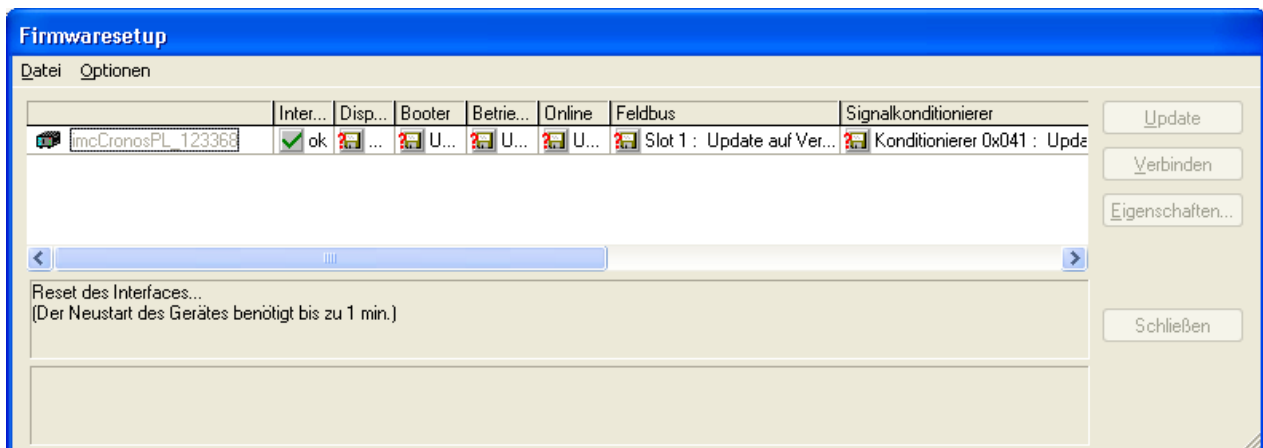 Firmwaresetup
Datei Optionen
Inter... Disp... Booter Betrie... Online Feldbus Signalkonditionierer
imcCronosPL_123368 ok ... U... U... U... Slot 1 : Update auf Ver... Konditionierer 0x041 : Upda
Update
Verbinden
Eigenschaften...
Reset des Interfaces...
(Der Neustart des Gerätes benötigt bis zu 1 min.)
Schließen